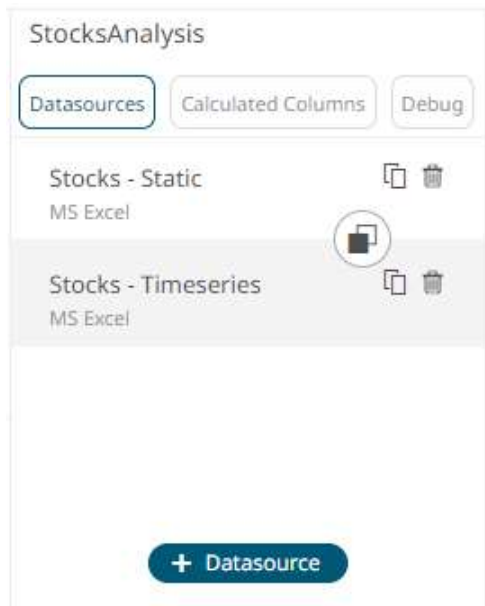 StocksAnalysis
Datasources Calculated Columns Debug
Stocks - Static
MS Excel
Stocks - Timeseries
MS Excel
+ Datasource